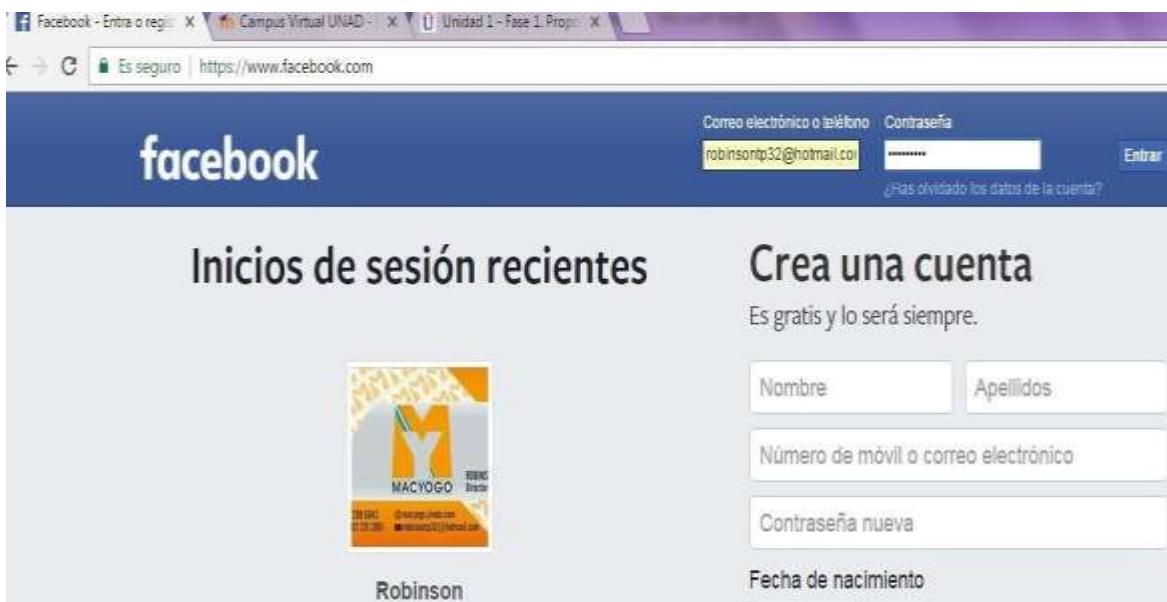 Facebook - Entra o regi
Campus Virtual UNAD -
Unidad 1 - Fase 1. Prop
Es seguro | https://www.facebook.com
facebook
Correo electrónico o teléfono
Contraseña
robinsontp32@hotmail.co
Entrar
¿Has olvidado los datos de la cuenta?
Inicios de sesión recientes
Crea una cuenta
Es gratis y lo será siempre.
Nombre
Apellidos
Número de móvil o correo electrónico
Contraseña nueva
MACYOGO
Fecha de nacimiento
Robinson